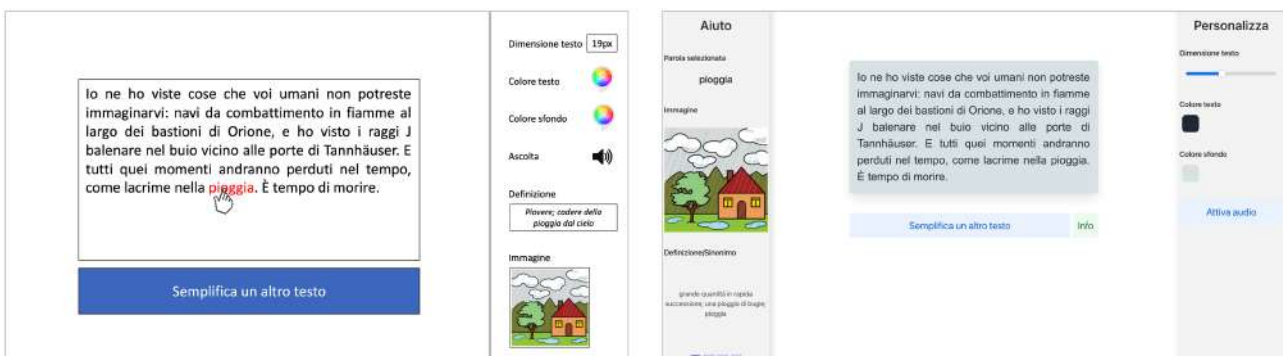 Dimensione testo 19px
Colore testo
Colore sfondo
Ascolta
Definizione
Piovere; cadere della
pioggia dal cielo
Immagine
Io ne ho viste cose che voi umani non potreste
immaginarvi: navi da combattimento in fiamme al
largo dei bastioni di Orione, e ho visto i raggi J
balenare nel buio vicino alle porte di Tannhäuser. E
tutti quei momenti andranno perduti nel tempo,
come lacrime nella pioggia. È tempo di morire.
Semplifica un altro testo
Aiuto
Parola selezionata
pioggia
Immagine
Definizione/Sinonimo
grande quantità in rapida
successione; una pioggia di bugie;
pioggia
Io ne ho viste cose che voi umani non potreste
immaginarvi: navi da combattimento in fiamme
al largo dei bastioni di Orione, e ho visto i raggi
J balenare nel buio vicino alle porte di
Tannhäuser. E tutti quei momenti andranno
perduti nel tempo, come lacrime nella pioggia.
È tempo di morire.
Semplifica un altro testo
Info
Personalizza
Dimensione testo
Colore testo
Colore sfondo
Attiva audio